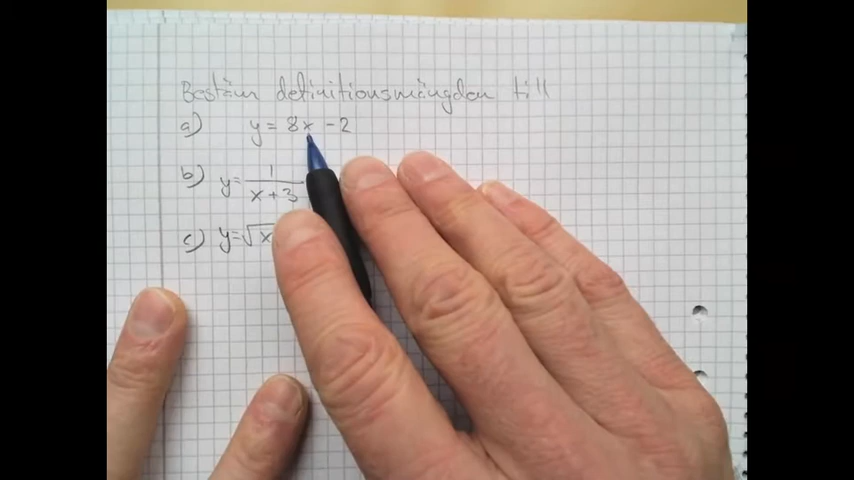 Bestäm definitionsmängden till
a) y = 8x - 2
b) y = 1/(x + 3
c) y = √x